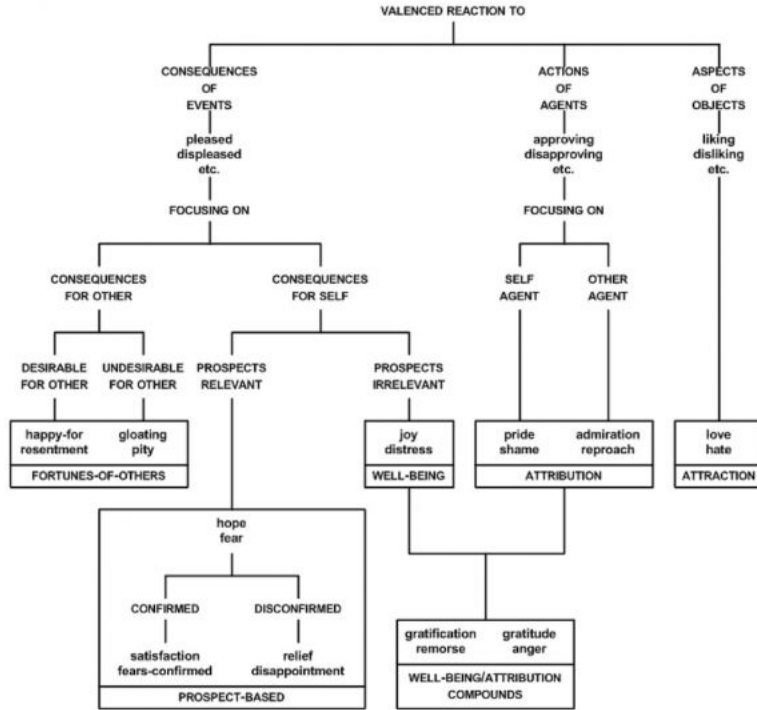 VALENCED REACTION TO
CONSEQUENCES
OF
EVENTS
pleased
displeased
etc.
FOCUSING ON
ACTIONS
OF
AGENTS
approving
disapproving
etc.
FOCUSING ON
ASPECTS
OF
OBJECTS
liking
disliking
etc.
CONSEQUENCES
FOR OTHER
CONSEQUENCES
FOR SELF
SELF
AGENT
OTHER
AGENT
DESIRABLE
FOR OTHER
UNDESIRABLE
FOR OTHER
PROSPECTS
RELEVANT
PROSPECTS
IRRELEVANT
happy-for
resentment
gloating
pity
FORTUNES-OF-OTHERS
joy
distress
WELL-BEING
pride
shame
admiration
reproach
ATTRIBUTION
love
hate
ATTRACTION
hope
fear
CONFIRMED
DISCONFIRMED
satisfaction
fears-confirmed
relief
disappointment
PROSPECT-BASED
gratification
remorse
gratitude
anger
WELL-BEING/ATTRIBUTION
COMPOUNDS